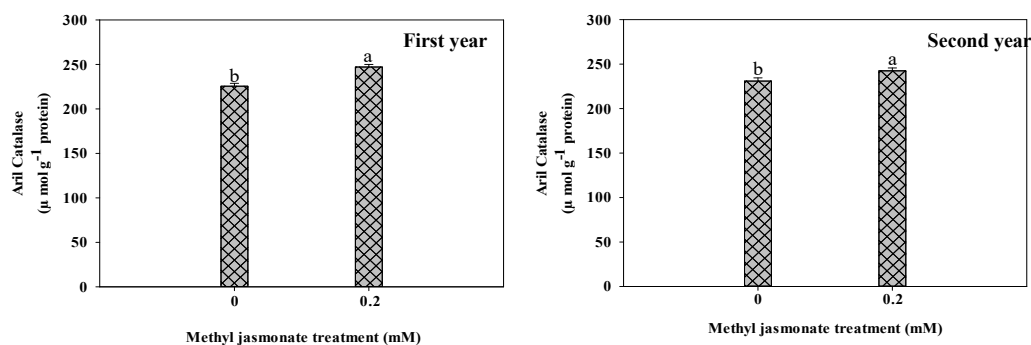 First year
300
250
200
150
100
50
0
Aril Catalase
(µ mol g-1 protein)
b
a
0 0.2
Methyl jasmonate treatment (mM)
Second year
300
250
200
150
100
50
0
Aril Catalase
(µ mol g-1 protein)
b
a
0 0.2
Methyl jasmonate treatment (mM)